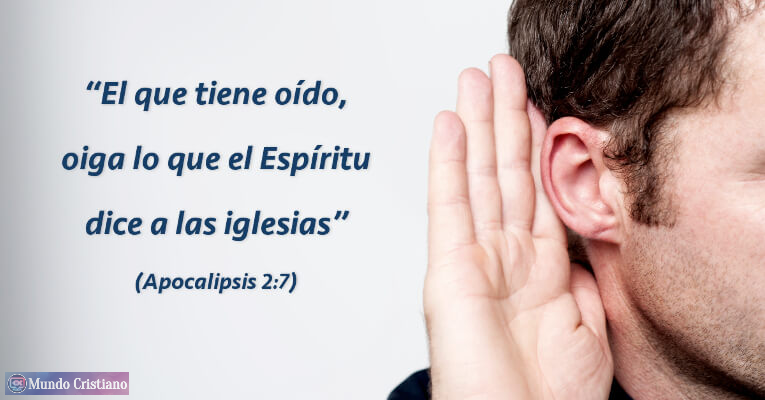 “El que tiene oído,
oiga lo que el Espíritu
dice a las iglesias”
(Apocalipsis 2:7)
Mundo Cristiano